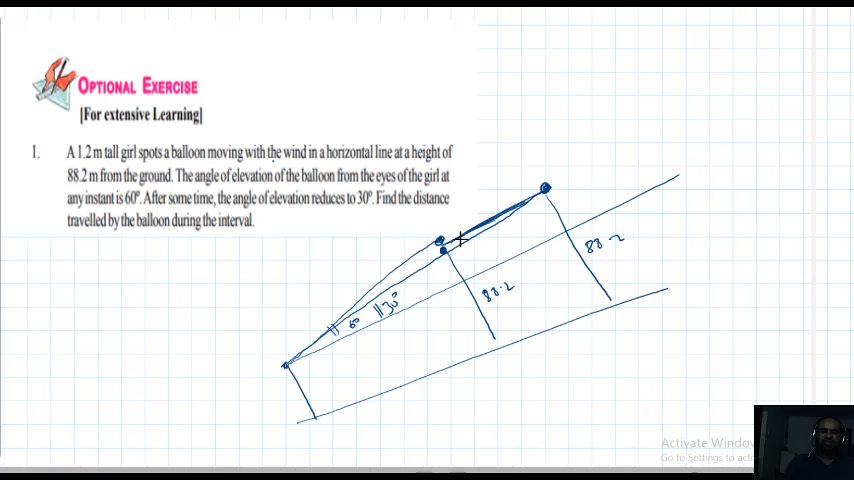 OPTIONAL EXERCISE
[For extensive Learning]
1. A 1.2 m tall girl spots a balloon moving with the wind in a horizontal line at a height of
88.2 m from the ground. The angle of elevation of the balloon from the eyes of the girl at
any instant is 60°. After some time, the angle of elevation reduces to 30°. Find the distance
travelled by the balloon during the interval.
88.2
88.2
30°
60
Activate Window
Go to Settings to acti